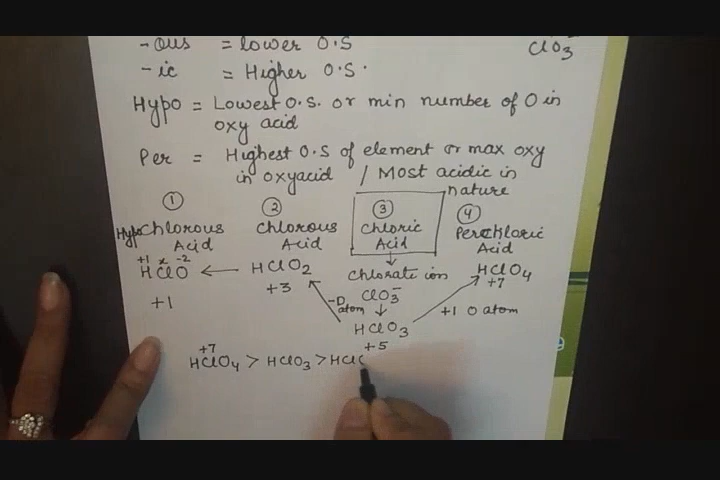 -ous = lower O.S
ClO3
-ic = Higher O.S.
Hypo = Lowest O.S. or min number of O in
oxy acid
Per = Highest O.S of element or max oxy
in oxyacid / Most acidic in
nature
① ② ③ ④
Hypo Chlorous Chlorous Chloric Perchloric
Acid Acid Acid Acid
+1 x -2
HClO ← HClO2 ↓ HClO4
+1 +3 Chlorate ion +7
ClO3⁻
-O atom ↓ +1 O atom
HClO3
+5
+7
HClO4 > HClO3 > HCl